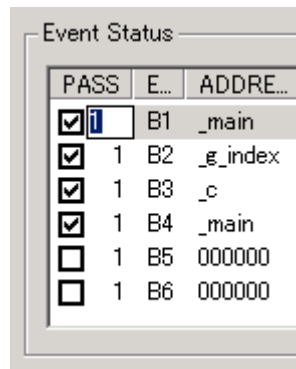 Event Status
PASS E... ADDRE...
1 B1 _main
1 B2 _g_index
1 B3 _c
1 B4 _main
1 B5 000000
1 B6 000000